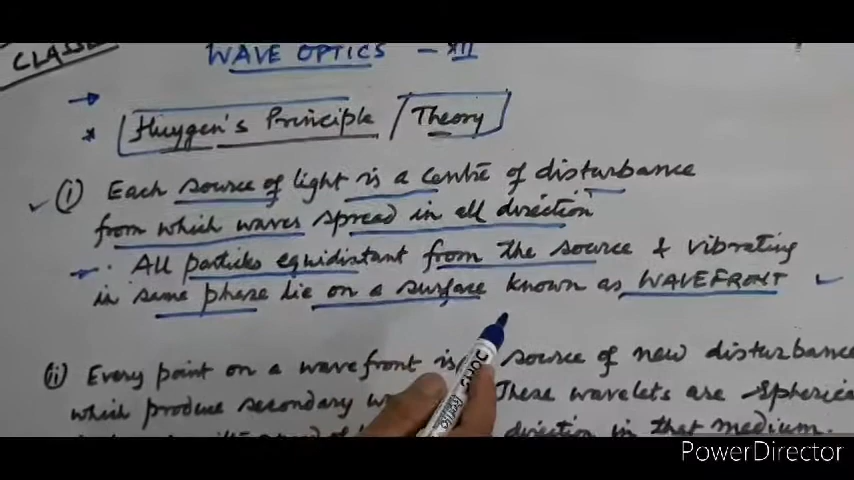 CLASS
WAVE OPTICS - XII
→
* Huygen's Principle / Theory
(i) Each source of light is a centre of disturbance
from which waves spread in all direction
. All particles equidistant from the source & vibrating
in same phase lie on a surface known as WAVEFRONT
(ii) Every point on a wavefront is source of new disturbance
which produce secondary These wavelets are spherical
direction in that medium.
PowerDirector